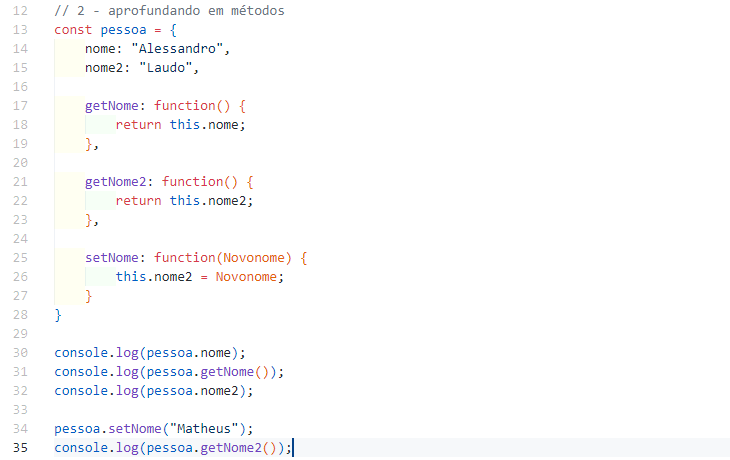 12 // 2 - aprofundando em métodos
13 const pessoa = {
14     nome: "Alessandro",
15     nome2: "Laudo",
16
17     getNome: function() {
18         return this.nome;
19     },
20
21     getNome2: function() {
22         return this.nome2;
23     },
24
25     setNome: function(Novonome) {
26         this.nome2 = Novonome;
27     }
28 }
29
30 console.log(pessoa.nome);
31 console.log(pessoa.getNome());
32 console.log(pessoa.nome2);
33
34 pessoa.setNome("Matheus");
35 console.log(pessoa.getNome2());